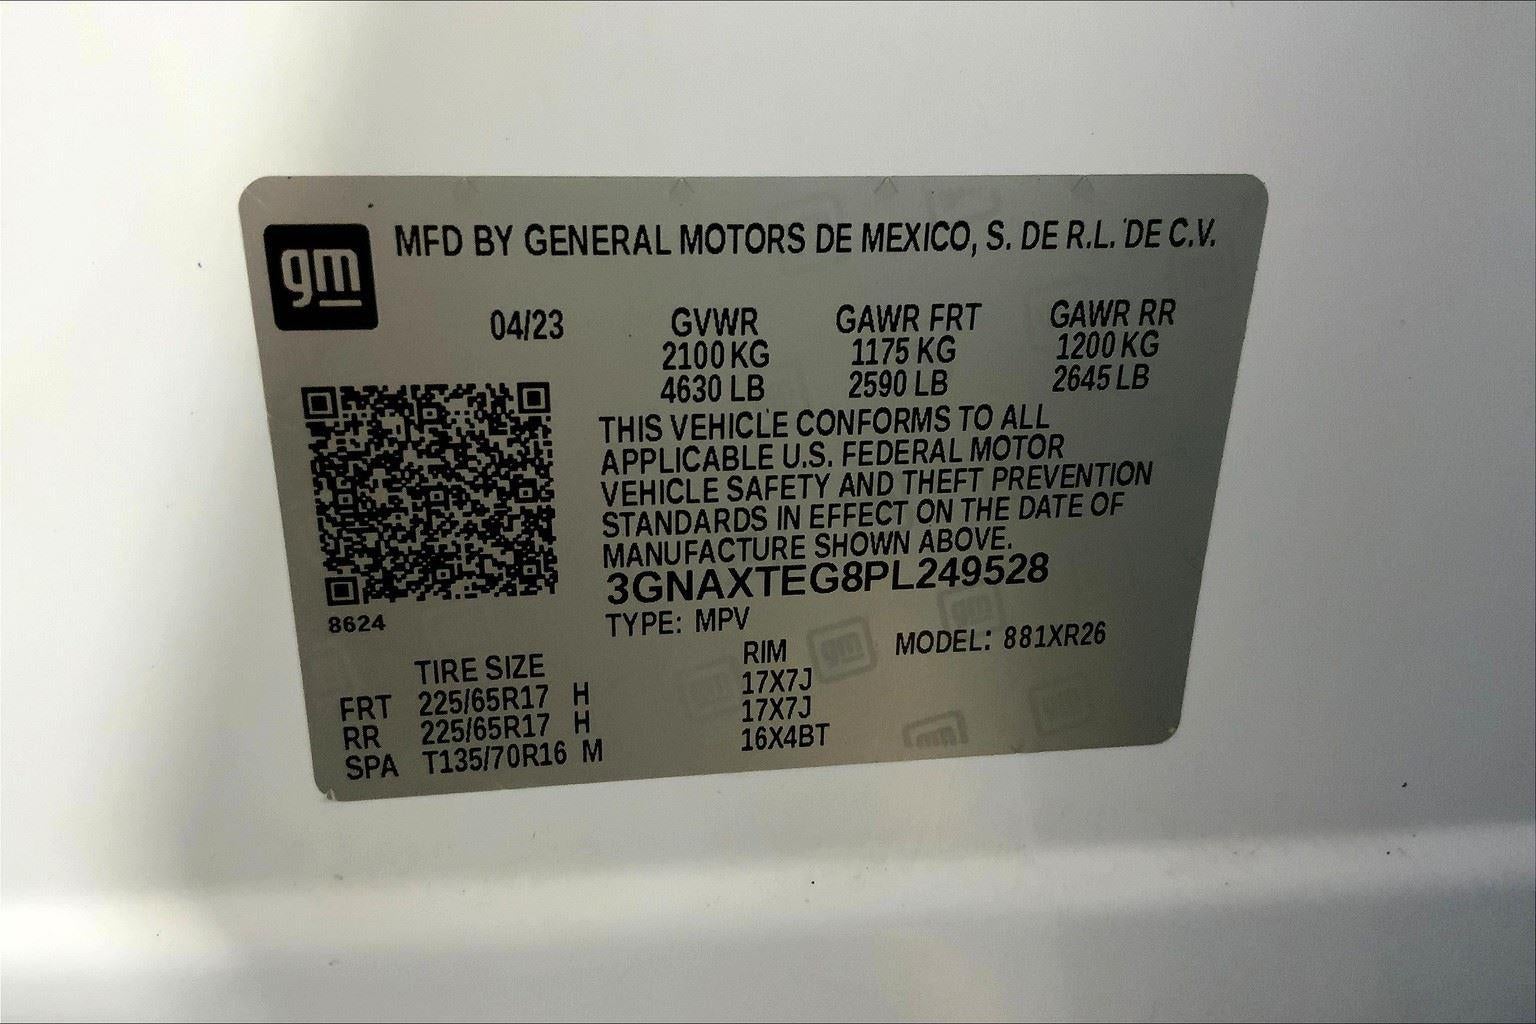 gm
MFD BY GENERAL MOTORS DE MEXICO, S. DE R.L. DE C.V.
04/23 GVWR GAWR FRT GAWR RR
2100 KG 1175 KG 1200 KG
4630 LB 2590 LB 2645 LB
THIS VEHICLE CONFORMS TO ALL
APPLICABLE U.S. FEDERAL MOTOR
VEHICLE SAFETY AND THEFT PREVENTION
STANDARDS IN EFFECT ON THE DATE OF
MANUFACTURE SHOWN ABOVE.
3GNAXTEG8PL249528
8624
TYPE: MPV
MODEL: 881XR26
TIRE SIZE RIM
FRT 225/65R17 H 17X7J
RR 225/65R17 H 17X7J
SPA T135/70R16 M 16X4BT